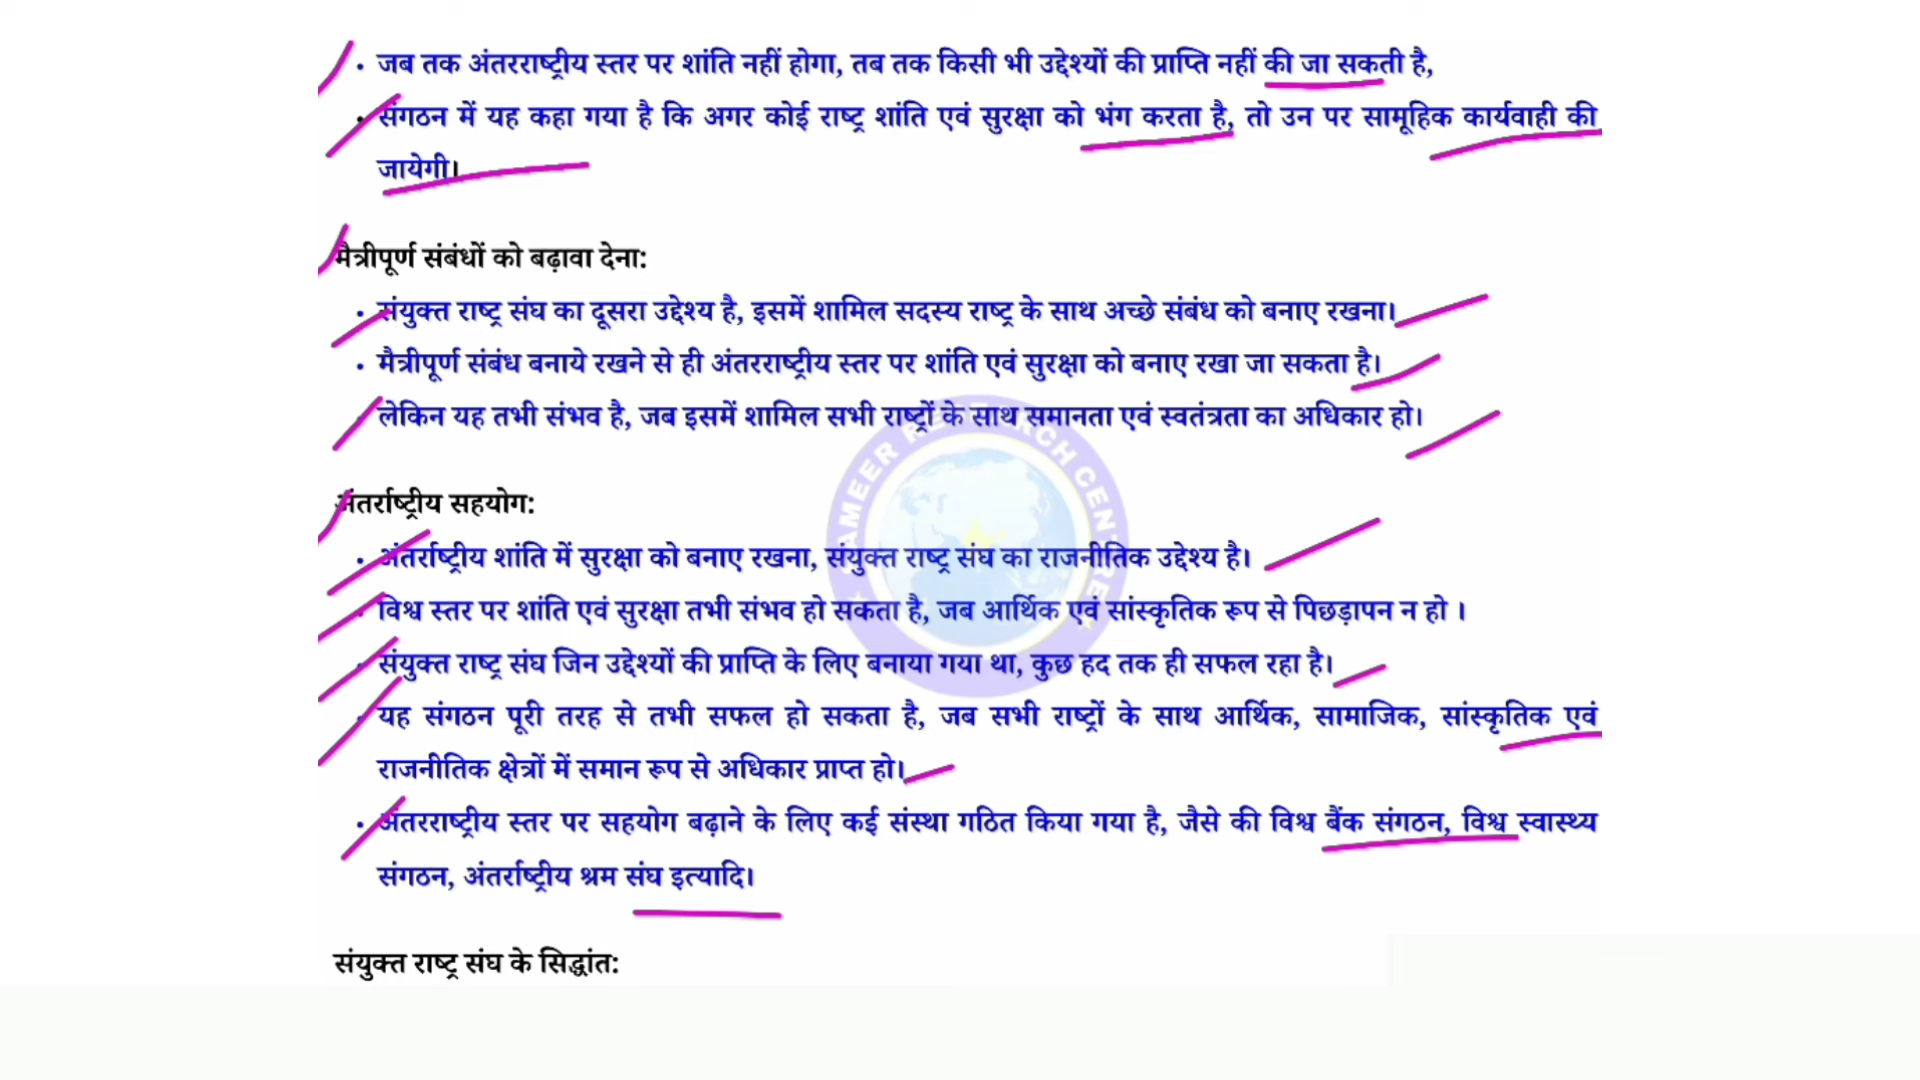 • जब तक अंतरराष्ट्रीय स्तर पर शांति नहीं होगा, तब तक किसी भी उद्देश्यों की प्राप्ति नहीं की जा सकती है,
• संगठन में यह कहा गया है कि अगर कोई राष्ट्र शांति एवं सुरक्षा को भंग करता है, तो उन पर सामूहिक कार्यवाही की
जायेगी।
मैत्रीपूर्ण संबंधों को बढ़ावा देना:
• संयुक्त राष्ट्र संघ का दूसरा उद्देश्य है, इसमें शामिल सदस्य राष्ट्र के साथ अच्छे संबंध को बनाए रखना।
• मैत्रीपूर्ण संबंध बनाये रखने से ही अंतरराष्ट्रीय स्तर पर शांति एवं सुरक्षा को बनाए रखा जा सकता है।
• लेकिन यह तभी संभव है, जब इसमें शामिल सभी राष्ट्रों के साथ समानता एवं स्वतंत्रता का अधिकार हो।
अंतर्राष्ट्रीय सहयोग:
• अंतर्राष्ट्रीय शांति में सुरक्षा को बनाए रखना, संयुक्त राष्ट्र संघ का राजनीतिक उद्देश्य है।
• विश्व स्तर पर शांति एवं सुरक्षा तभी संभव हो सकता है, जब आर्थिक एवं सांस्कृतिक रूप से पिछड़ापन न हो ।
• संयुक्त राष्ट्र संघ जिन उद्देश्यों की प्राप्ति के लिए बनाया गया था, कुछ हद तक ही सफल रहा है।
• यह संगठन पूरी तरह से तभी सफल हो सकता है, जब सभी राष्ट्रों के साथ आर्थिक, सामाजिक, सांस्कृतिक एवं
राजनीतिक क्षेत्रों में समान रूप से अधिकार प्राप्त हो।
• अंतरराष्ट्रीय स्तर पर सहयोग बढ़ाने के लिए कई संस्था गठित किया गया है, जैसे की विश्व बैंक संगठन, विश्व स्वास्थ्य
संगठन, अंतर्राष्ट्रीय श्रम संघ इत्यादि।
संयुक्त राष्ट्र संघ के सिद्धांत:
CENTRE